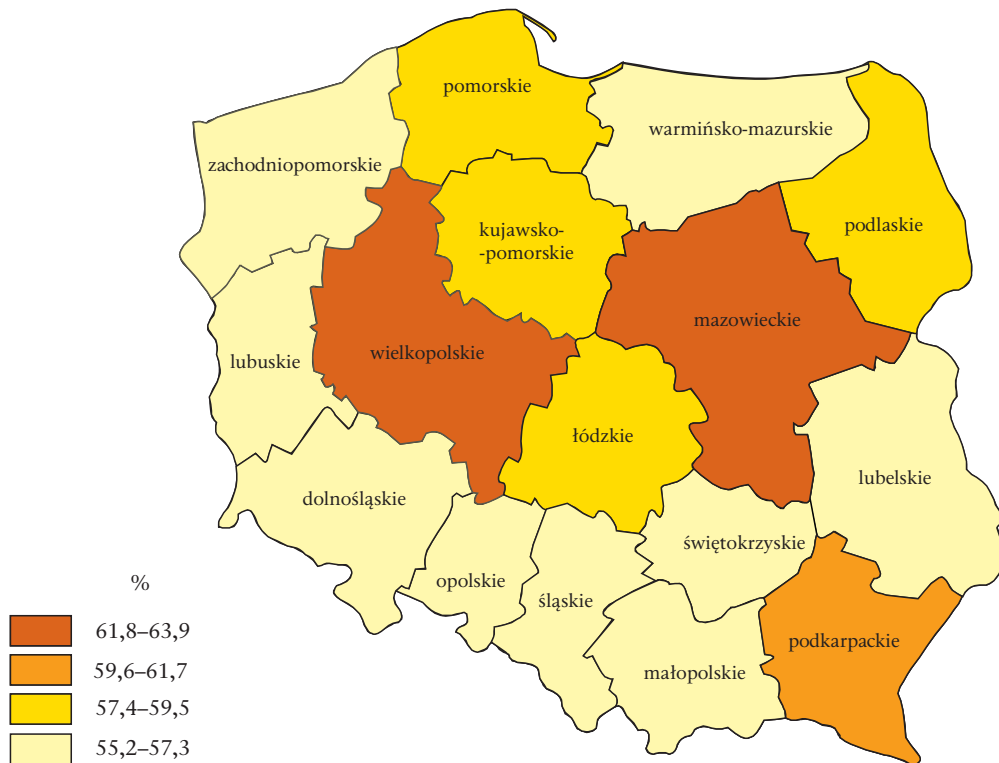 pomorskie
warmińsko-mazurskie
zachodniopomorskie
podlaskie
kujawsko-
-pomorskie
mazowieckie
wielkopolskie
lubuskie
łódzkie
lubelskie
dolnośląskie
świętokrzyskie
opolskie
śląskie
podkarpackie
małopolskie
%
61,8–63,9
59,6–61,7
57,4–59,5
55,2–57,3